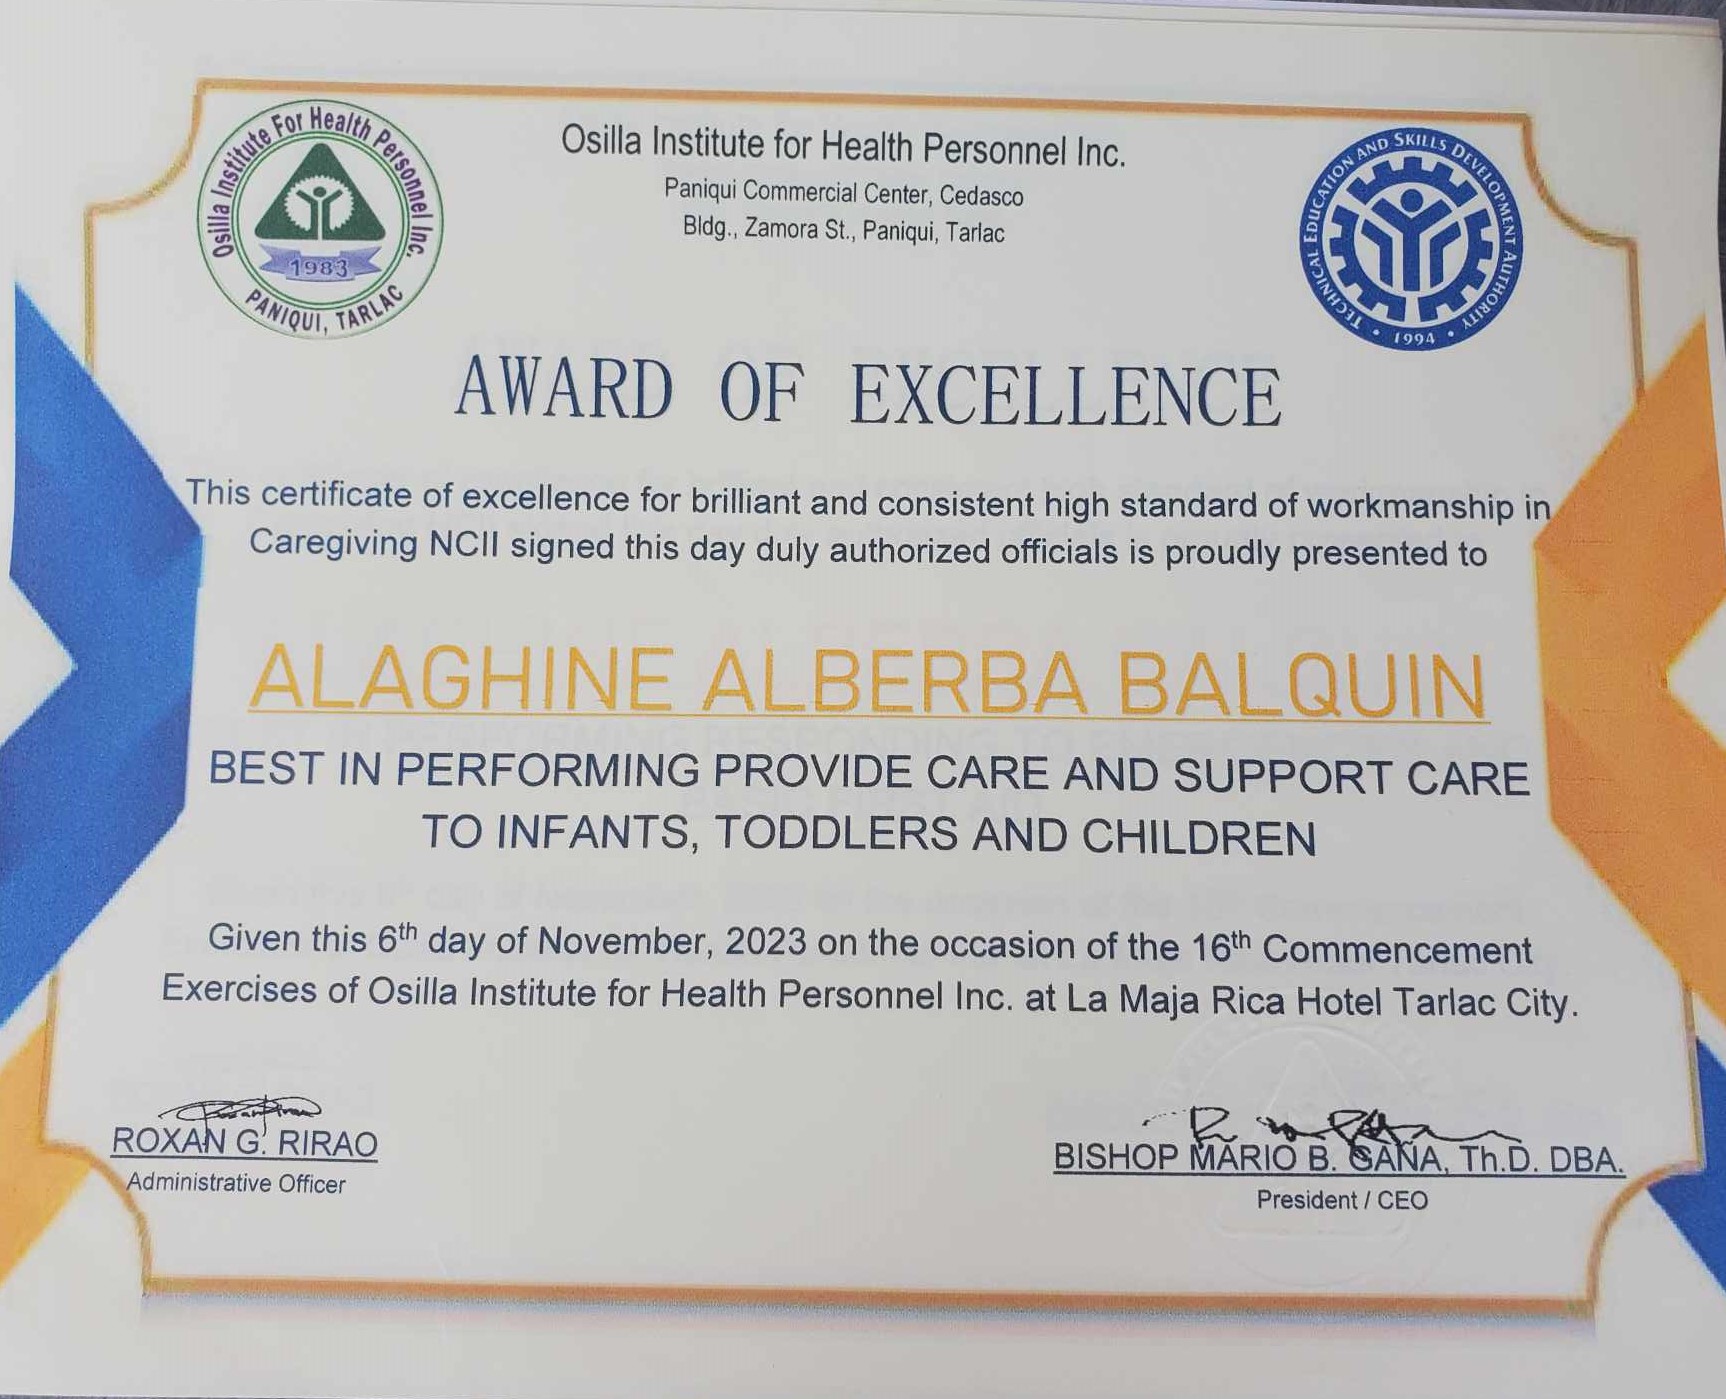 Osilla Institute For Health Personnel Inc.
1983
PANIQUI, TARLAC
Osilla Institute for Health Personnel Inc.
Paniqui Commercial Center, Cedasco
Bldg., Zamora St., Paniqui, Tarlac
TECHNICAL EDUCATION AND SKILLS DEVELOPMENT AUTHORITY
• 1994 •
AWARD OF EXCELLENCE
This certificate of excellence for brilliant and consistent high standard of workmanship in
Caregiving NCII signed this day duly authorized officials is proudly presented to
ALAGHINE ALBERBA BALQUIN
BEST IN PERFORMING PROVIDE CARE AND SUPPORT CARE
TO INFANTS, TODDLERS AND CHILDREN
Given this 6th day of November, 2023 on the occasion of the 16th Commencement
Exercises of Osilla Institute for Health Personnel Inc. at La Maja Rica Hotel Tarlac City.
ROXAN G. RIRAO
Administrative Officer
BISHOP MARIO B. GAÑA, Th.D. DBA.
President / CEO